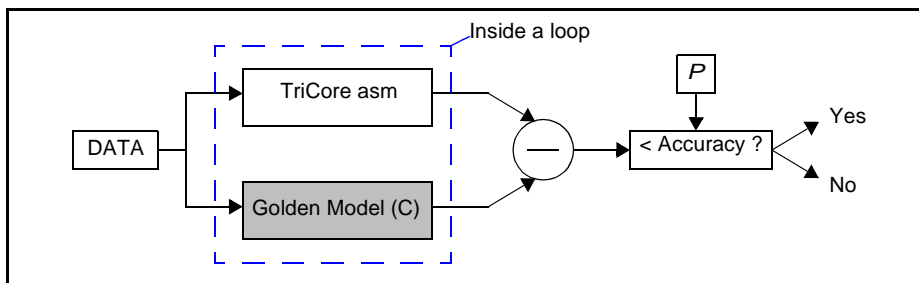 Inside a loop
TriCore asm
P
DATA
< Accuracy ?
Yes
No
Golden Model (C)